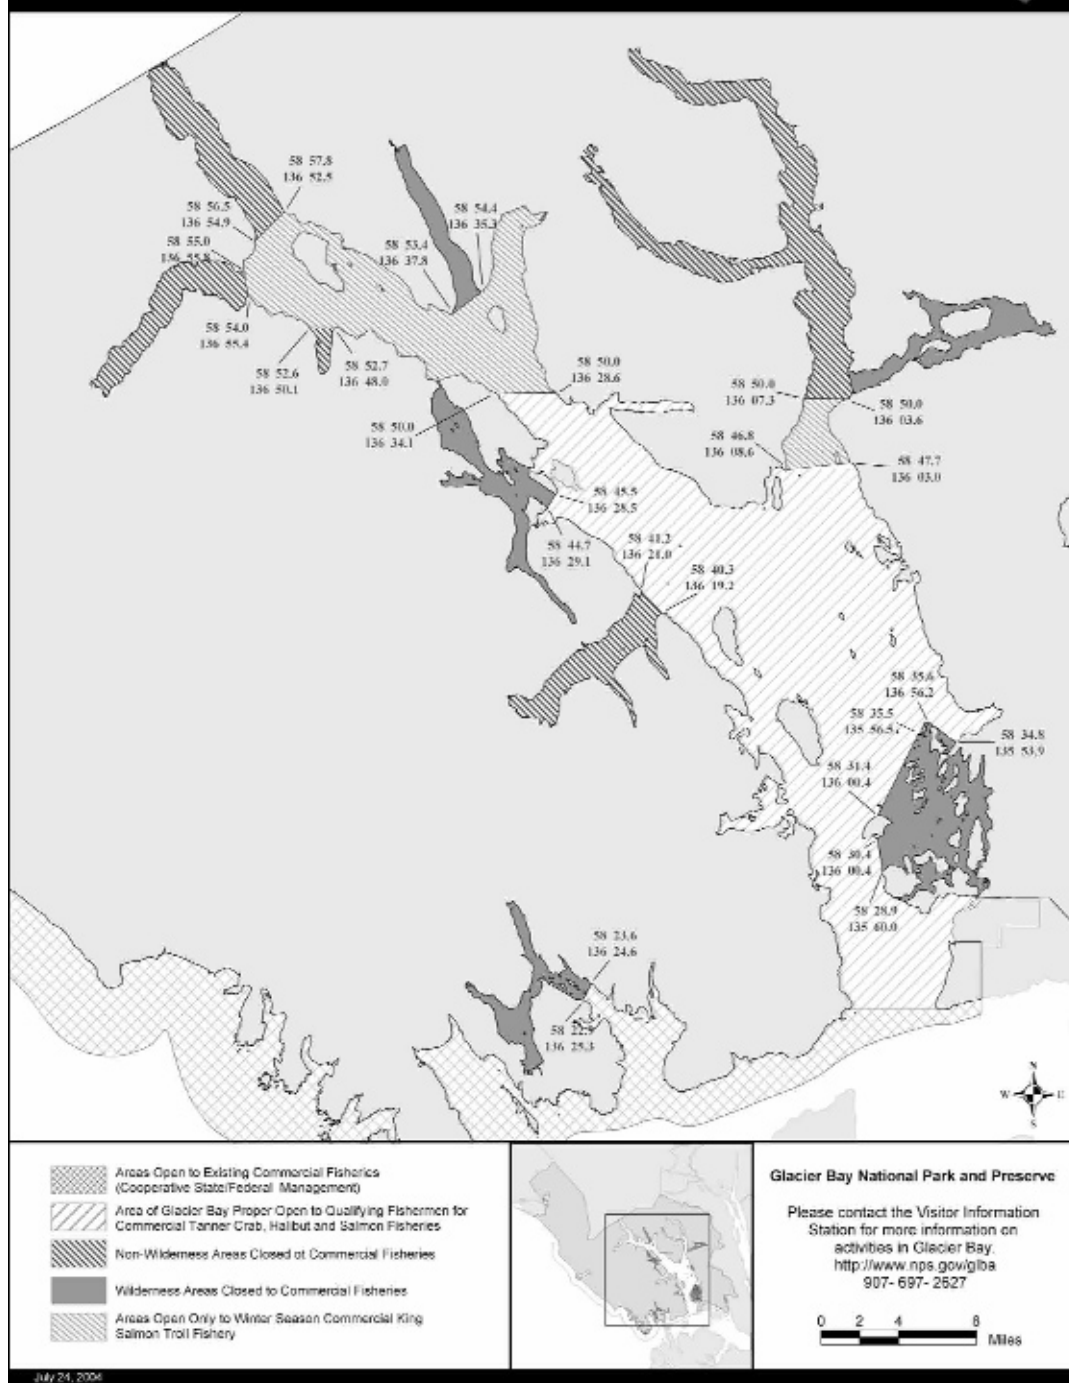 58 57.8
136 52.5
58 56.5
136 54.9
58 55.0
136 55.8
58 54.4
136 35.3
58 53.4
136 37.8
58 54.0
136 55.4
58 52.6
136 50.1
58 52.7
136 48.0
58 50.0
136 28.6
58 50.0
136 07.3
58 50.0
136 03.6
58 50.0
136 34.1
58 46.8
136 08.6
58 47.7
136 03.0
58 45.5
136 28.5
58 44.7
136 29.1
58 41.2
136 21.0
58 40.3
136 19.2
58 35.6
136 56.2
58 35.5
135 56.5
58 34.8
135 53.9
58 31.4
136 00.4
58 30.4
136 00.4
58 28.9
135 60.0
58 23.6
136 24.6
136 25.3
N
W E
S
Areas Open to Existing Commercial Fisheries
(Cooperative State/Federal Management)
Area of Glacier Bay Proper Open to Qualifying Fishermen for
Commercial Tanner Crab, Halibut and Salmon Fisheries
Non-Wilderness Areas Closed ot Commercial Fisheries
Wilderness Areas Closed to Commercial Fisheries
Areas Open Only to Winter Season Commercial King
Salmon Troll Fishery
Glacier Bay National Park and Preserve
Please contact the Visitor Information
Station for more information on
activities in Glacier Bay.
http://www.nps.gov/glba
907- 697- 2627
0 2 4 8
Miles
July 24, 2004